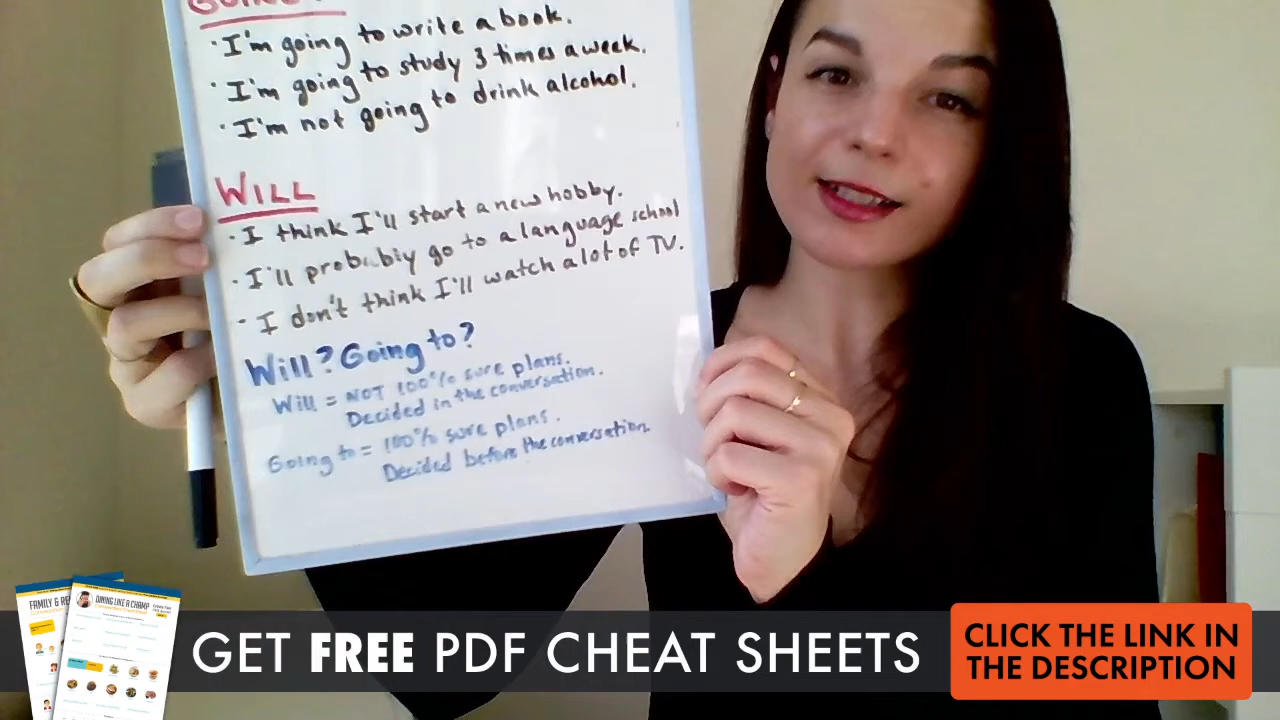 · I'm going to write a book.
· I'm going to study 3 times a week.
· I'm not going to drink alcohol.
WILL
· I think I'll start a new hobby.
· I'll probably go to a language school
· I don't think I'll watch a lot of TV.
Will? Going to?
Will = NOT 100% sure plans.
Decided in the conversation.
Going to = 100% sure plans.
Decided before the conversation.
FAMILY & RE
DINING LIKE A CHAMP
GET FREE PDF CHEAT SHEETS
CLICK THE LINK IN
THE DESCRIPTION